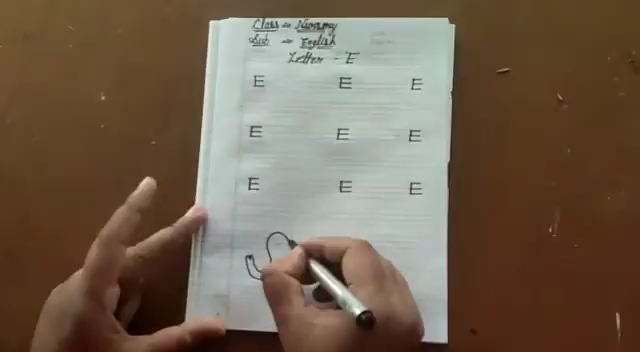 Class :- Nursery
Sub :- English
Letter - E
E E E
E E E
E E E